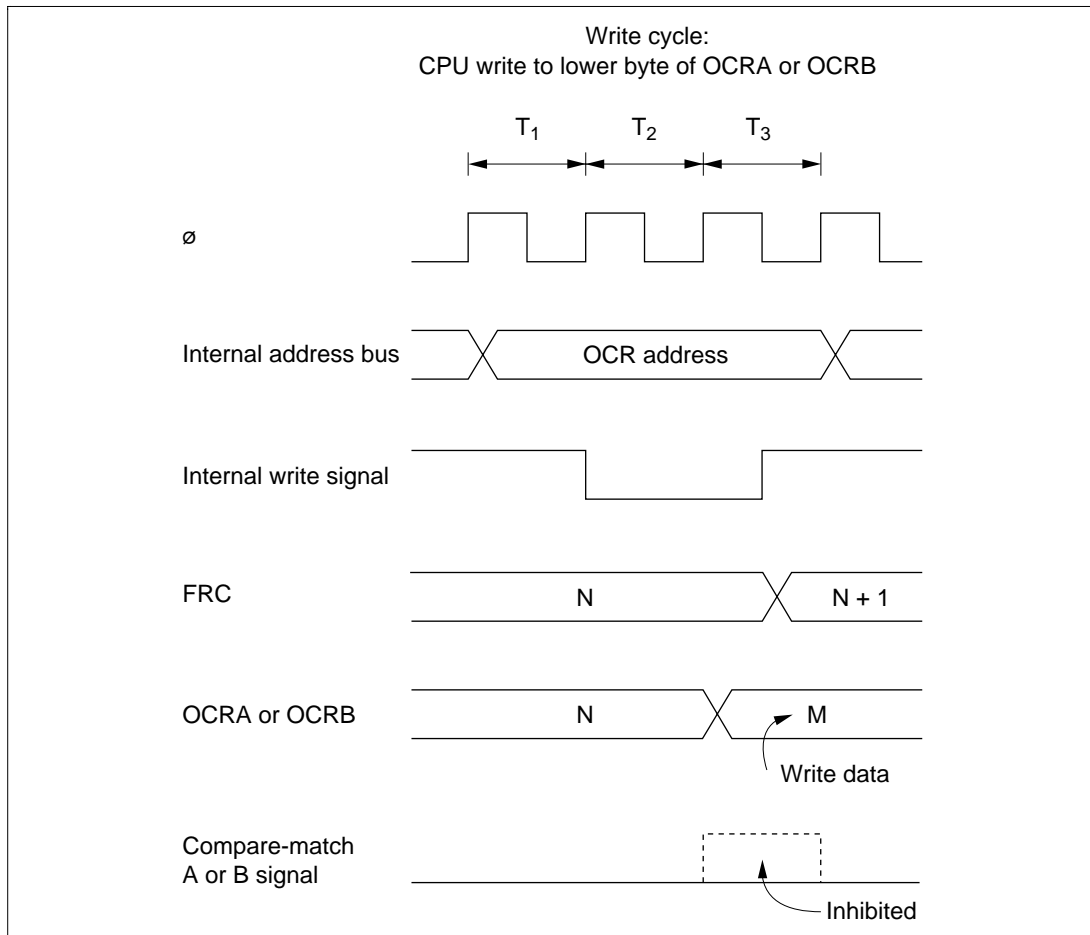 Write cycle:
CPU write to lower byte of OCRA or OCRB
T1 T2 T3
ø
Internal address bus OCR address
Internal write signal
FRC N N + 1
OCRA or OCRB N M
Write data
Compare-match
A or B signal
Inhibited